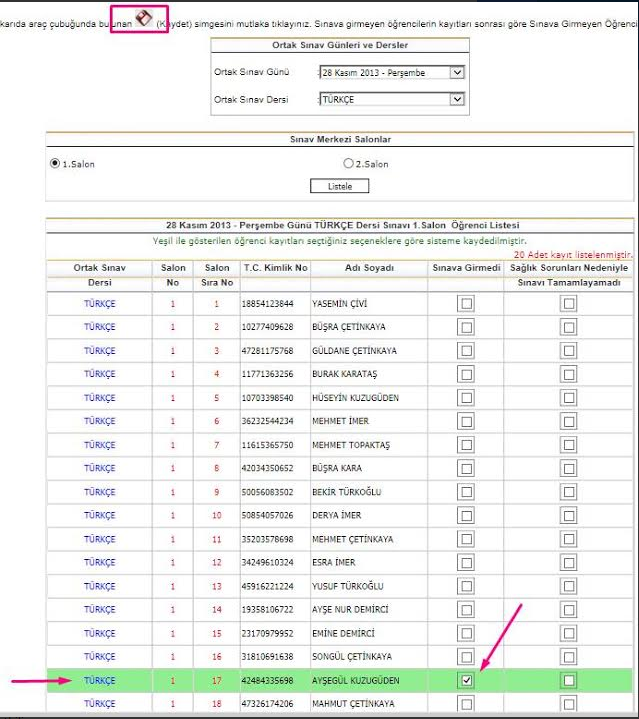 karıda araç çubuğunda bulunan (Kaydet) simgesini mutlaka tıklayınız. Sınava girmeyen öğrencilerin kayıtları sonrası göre Sınava Girmeyen Öğrenci
Ortak Sınav Günleri ve Dersler
Ortak Sınav Günü : 28 Kasım 2013 - Perşembe
Ortak Sınav Dersi : TÜRKÇE
Sınav Merkezi Salonlar
1.Salon 2.Salon
Listele
28 Kasım 2013 - Perşembe Günü TÜRKÇE Dersi Sınavı 1.Salon Öğrenci Listesi
Yeşil ile gösterilen öğrenci kayıtları seçtiğiniz seçeneklere göre sisteme kaydedilmiştir.
20 Adet kayıt listelenmiştir.
Ortak Sınav Salon Salon T.C. Kimlik No Adı Soyadı Sınava Girmedi Sağlık Sorunları Nedeniyle
Dersi No Sıra No Sınavı Tamamlayamadı
TÜRKÇE 1 1 18854123844 YASEMİN ÇİVİ
TÜRKÇE 1 2 10277409628 BÜŞRA ÇETİNKAYA
TÜRKÇE 1 3 47281175768 GÜLDANE ÇETİNKAYA
TÜRKÇE 1 4 11771363256 BURAK KARATAŞ
TÜRKÇE 1 5 10703398540 HÜSEYİN KUZUGÜDEN
TÜRKÇE 1 6 36232544234 MEHMET İMER
TÜRKÇE 1 7 11615365750 MEHMET TOPAKTAŞ
TÜRKÇE 1 8 42034350652 BÜŞRA KARA
TÜRKÇE 1 9 50056083502 BEKİR TÜRKOĞLU
TÜRKÇE 1 10 50854057026 DERYA İMER
TÜRKÇE 1 11 35203578698 MEHMET ÇETİNKAYA
TÜRKÇE 1 12 34249610324 ESRA İMER
TÜRKÇE 1 13 45916221224 YUSUF TÜRKOĞLU
TÜRKÇE 1 14 19358106722 AYŞE NUR DEMİRCİ
TÜRKÇE 1 15 23170979952 EMİNE DEMİRCİ
TÜRKÇE 1 16 31810691638 SONGÜL ÇETİNKAYA
TÜRKÇE 1 17 42484335698 AYŞEGÜL KUZUGÜDEN
TÜRKÇE 1 18 47326174206 MAHMUT ÇETİNKAYA